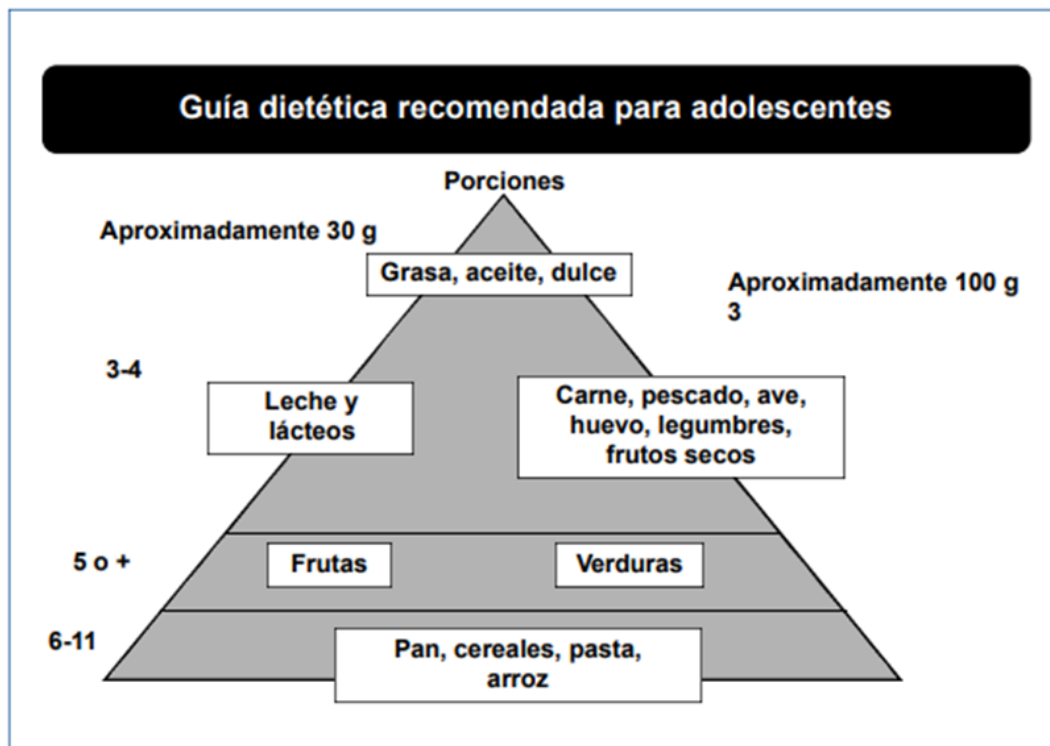 Guía dietética recomendada para adolescentes
Porciones
Aproximadamente 30 g
Grasa, aceite, dulce
Aproximadamente 100 g
3
3-4
Leche y
lácteos
Carne, pescado, ave,
huevo, legumbres,
frutos secos
5 o +
Frutas
Verduras
6-11
Pan, cereales, pasta,
arroz